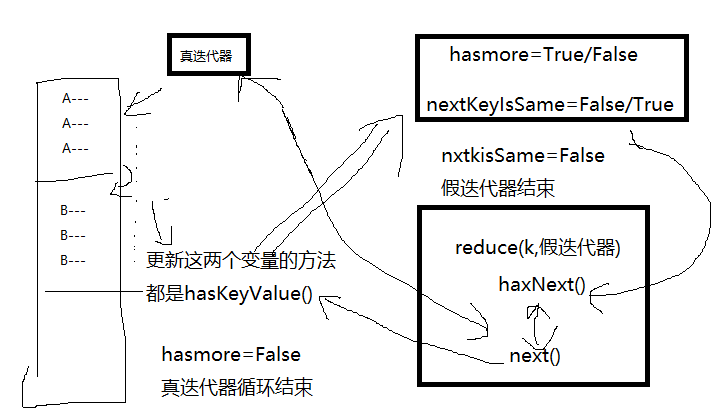 真迭代器
hasmore=True/False
nextKeyIsSame=False/True
A---
A---
A---
nxtkisSame=False
假迭代器结束
B---
B---
B---
更新这两个变量的方法
都是hasKeyValue()
reduce(k,假迭代器)
haxNext()
next()
hasmore=False
真迭代器循环结束